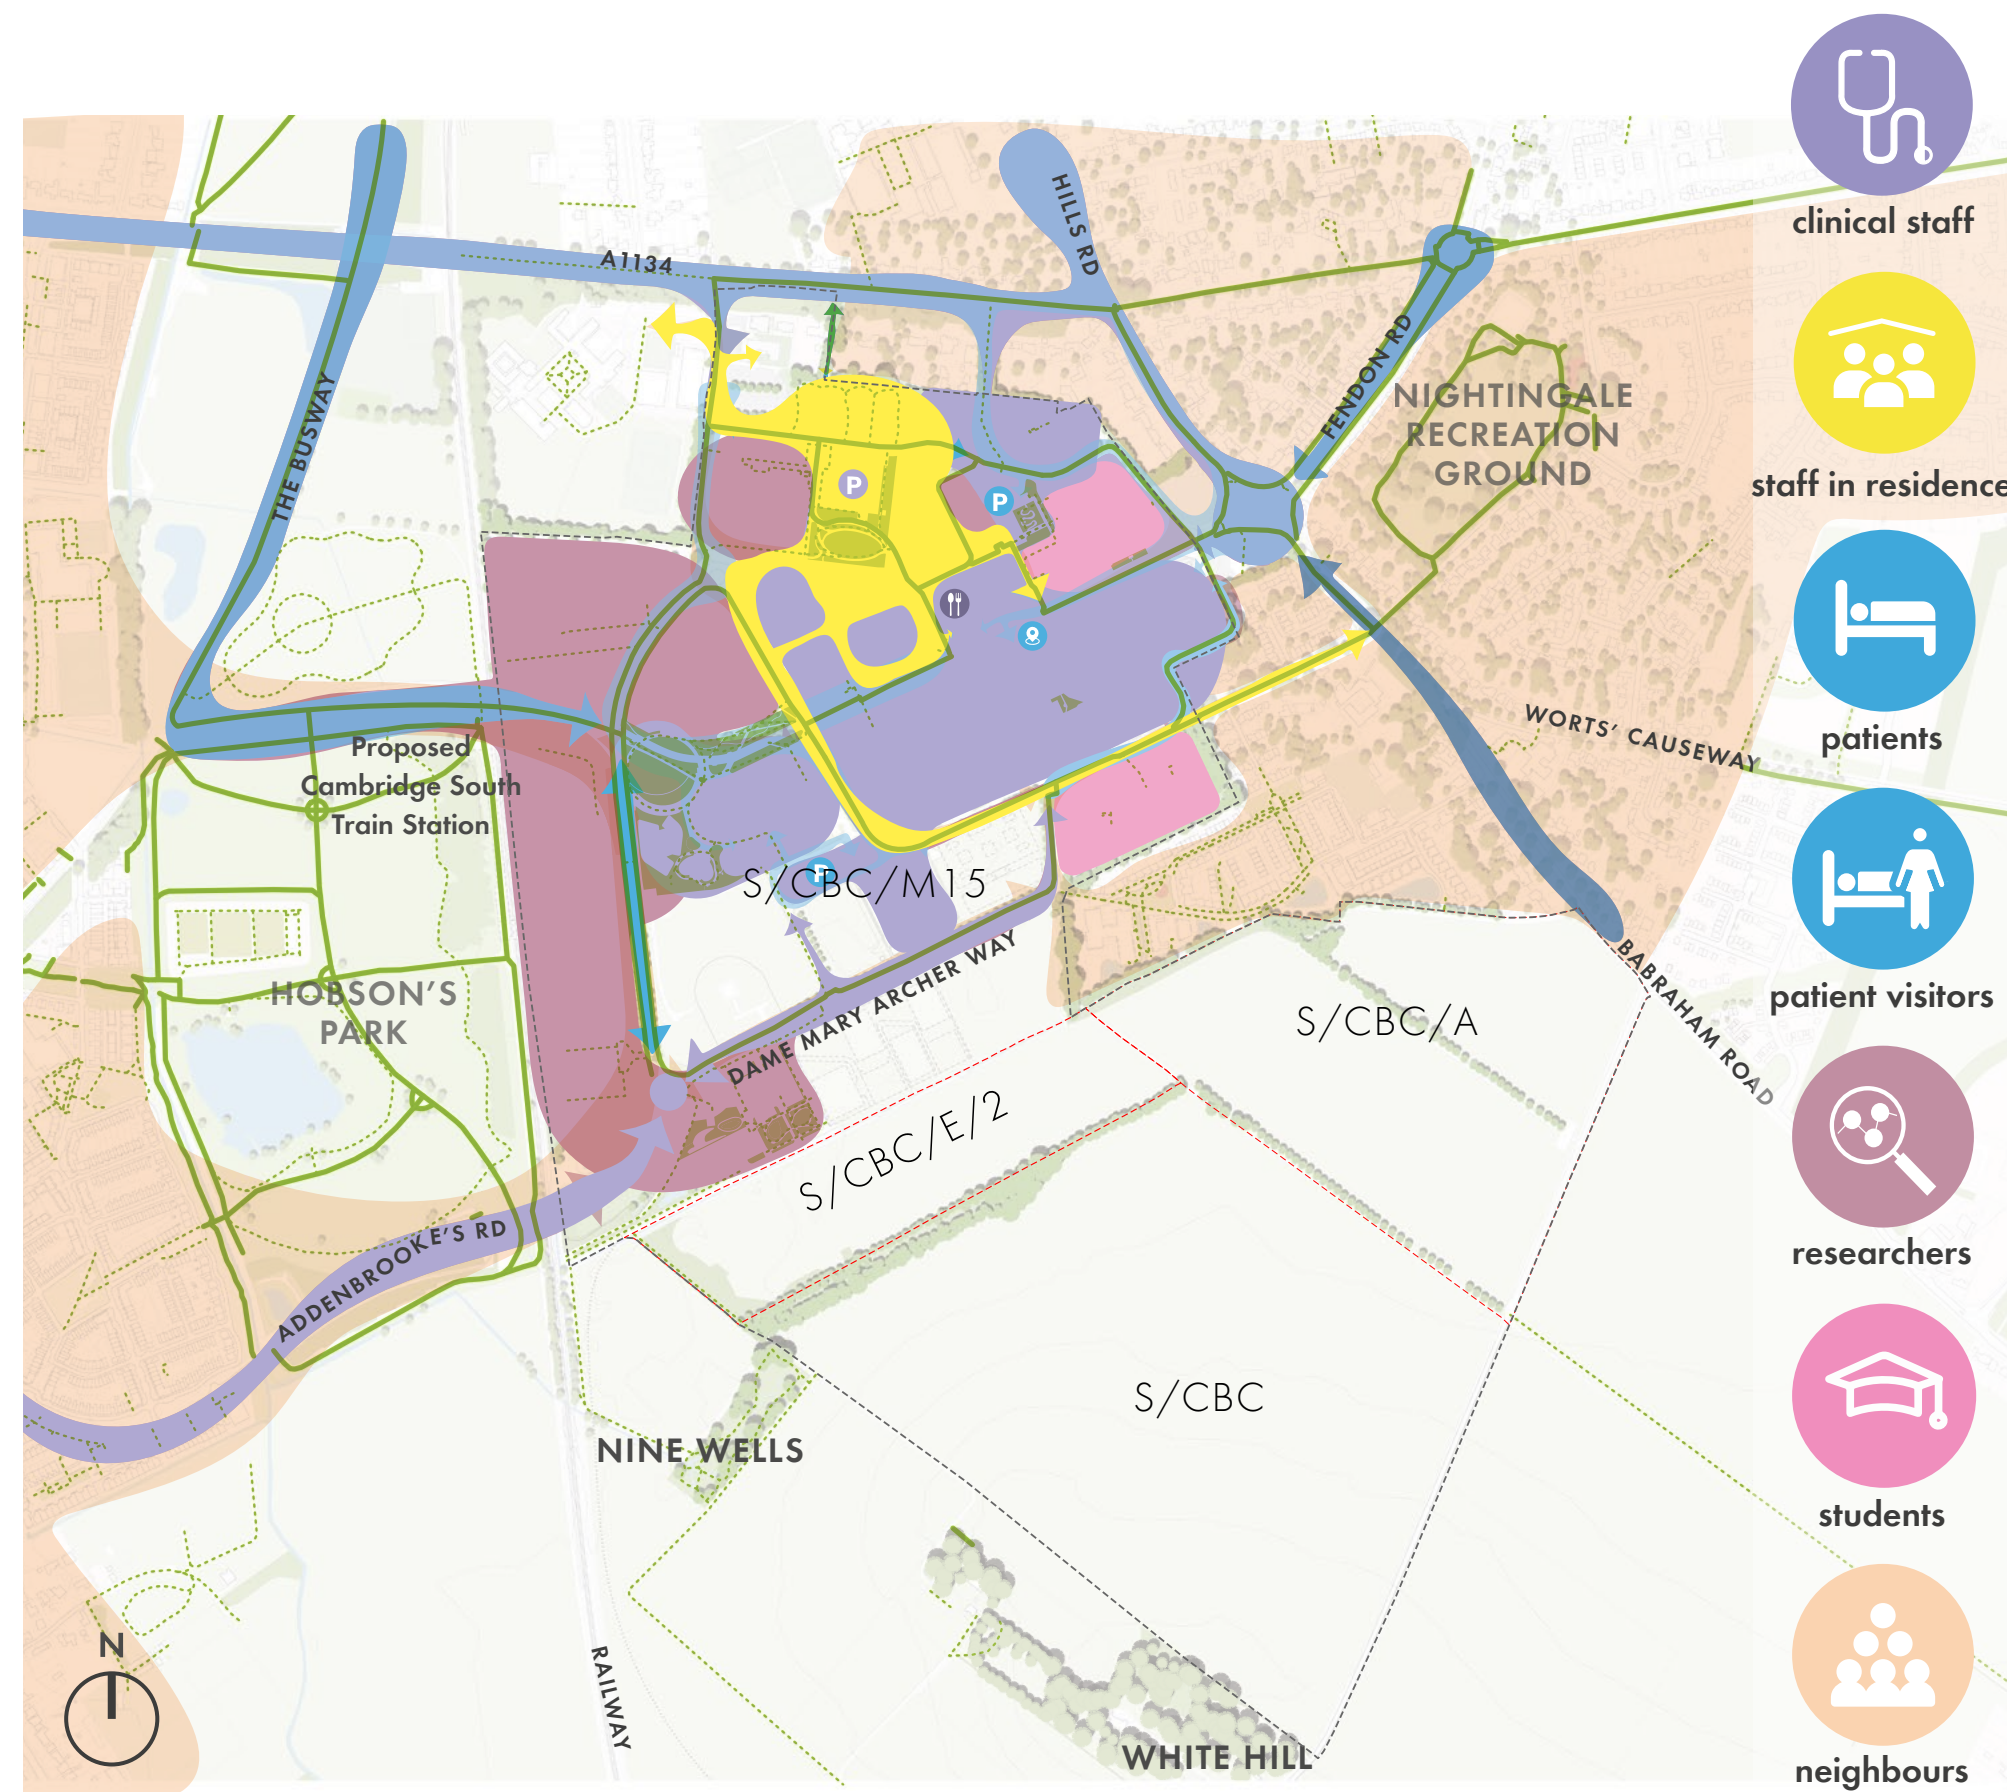 clinical staff
staff in residence
patients
patient visitors
researchers
students
neighbours
A1134
HILLS RD
FENDON RD
THE BUSWAY
NIGHTINGALE
RECREATION
GROUND
P
P
WORTS' CAUSEWAY
Proposed
Cambridge South
Train Station
P
S/CBC/M15
DAME MARY ARCHER WAY
BABRAHAM ROAD
HOBSON'S
PARK
S/CBC/A
S/CBC/E/2
ADDENBROOKE'S RD
S/CBC
NINE WELLS
N
RAILWAY
WHITE HILL